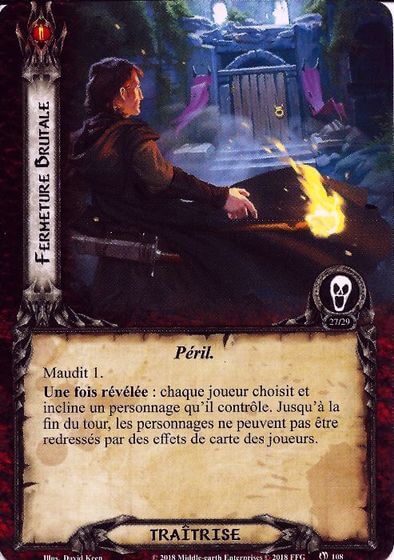 Fermeture Brutale
27/29
Péril.
Maudit 1.
Une fois révélée : chaque joueur choisit et
incline un personnage qu'il contrôle. Jusqu'à la
fin du tour, les personnages ne peuvent pas être
redressés par des effets de carte des joueurs.
TRAÎTRISE
Illus. David Keen
© 2018 Middle-earth Enterprises © 2018 FFG
108